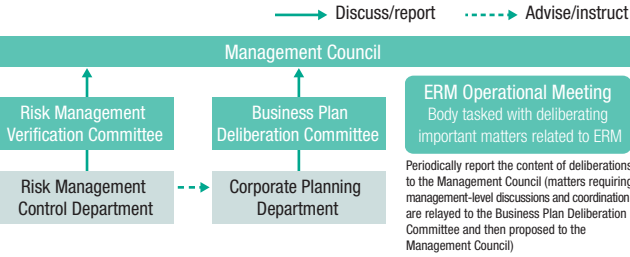 Discuss/report
Advise/instruct
Management Council
Risk Management
Verification Committee
Business Plan
Deliberation Committee
ERM Operational Meeting
Body tasked with deliberating
important matters related to ERM
Risk Management
Control Department
Corporate Planning
Department
Periodically report the content of deliberations
to the Management Council (matters requiring
management-level discussions and coordination
are relayed to the Business Plan Deliberation
Committee and then proposed to the
Management Council)